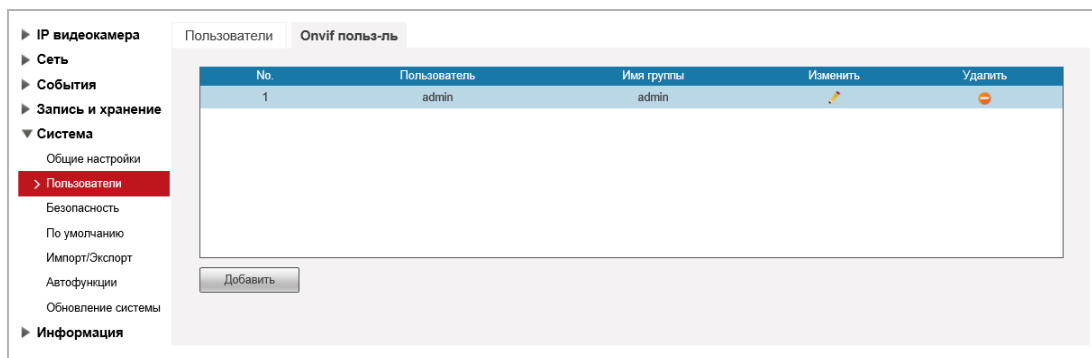 IP видеокамера
Сеть
События
Запись и хранение
Система
Общие настройки
Пользователи
Безопасность
По умолчанию
Импорт/Экспорт
Автофункции
Обновление системы
Информация
Пользователи Onvif польз-ль
No. Пользователь Имя группы Изменить Удалить
1 admin admin
Добавить